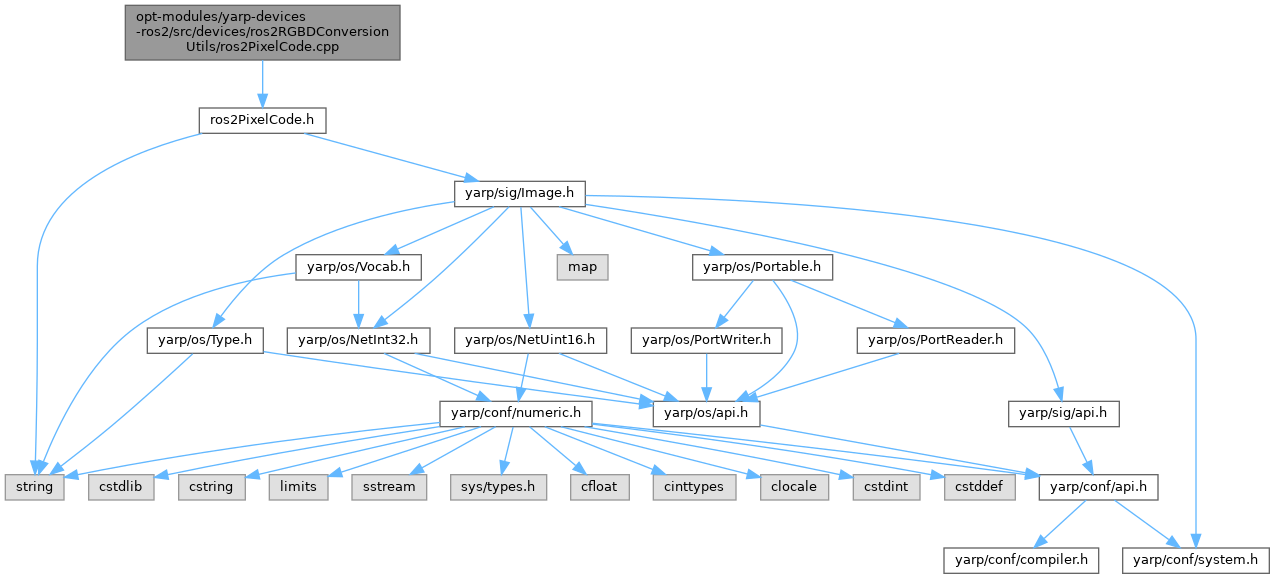 opt-modules/yarp-devices
-ros2/src/devices/ros2RGBDConversion
Utils/ros2PixelCode.cpp
ros2PixelCode.h
yarp/sig/Image.h
yarp/os/Vocab.h
map
yarp/os/Portable.h
yarp/os/Type.h
yarp/os/NetInt32.h
yarp/os/NetUint16.h
yarp/os/PortWriter.h
yarp/os/PortReader.h
yarp/conf/numeric.h
yarp/os/api.h
yarp/sig/api.h
string
cstdlib
cstring
limits
sstream
sys/types.h
cfloat
cinttypes
clocale
cstdint
cstddef
yarp/conf/api.h
yarp/conf/compiler.h
yarp/conf/system.h